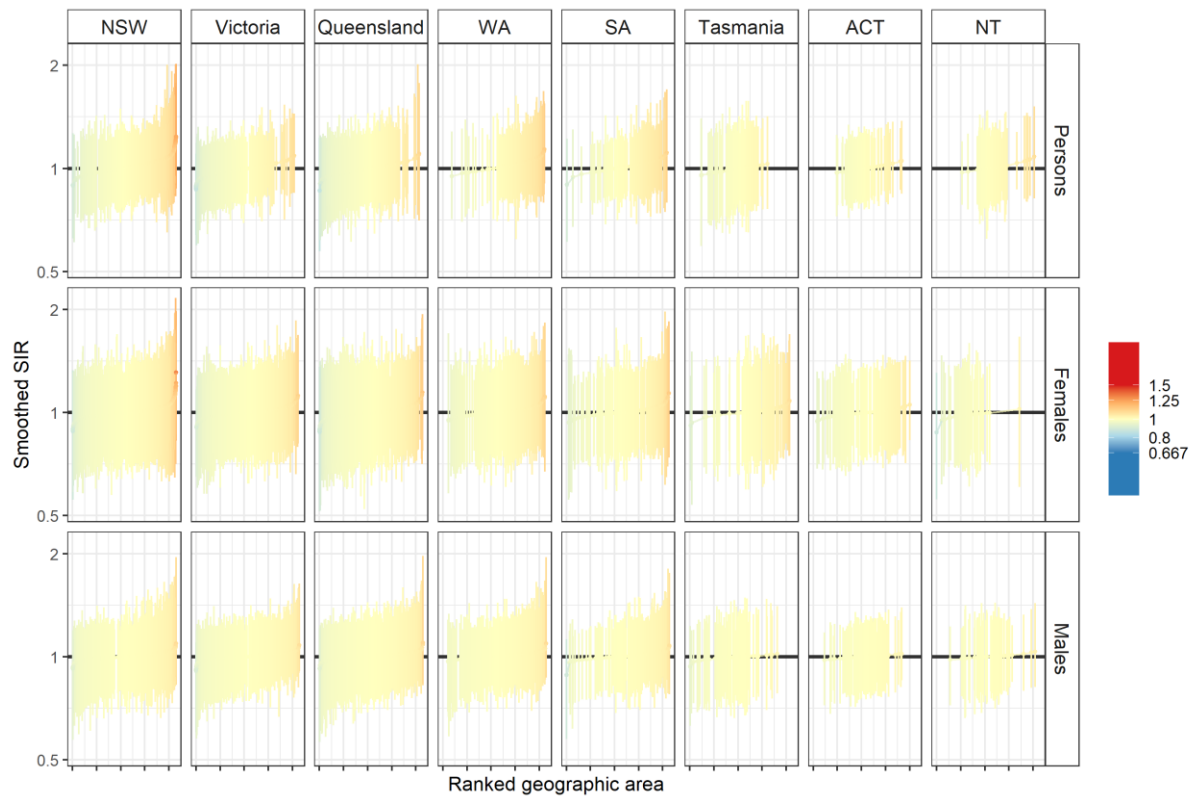 NSW Victoria Queensland WA SA Tasmania ACT NT
2
1
0.5
Persons
2
1
0.5
Females
2
1
0.5
Males
Smoothed SIR
Ranked geographic area
1.5
1.25
1
0.8
0.667